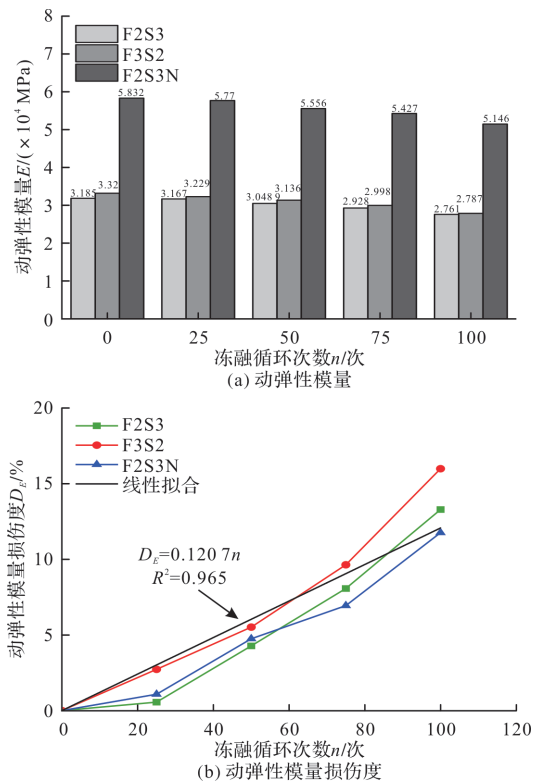 F2S3
F3S2
F2S3N
动弹性模量E/(×10⁴ MPa)
8
7
6
5
4
3
2
1
0
3.185
3.32
5.832
3.167
3.229
5.77
3.048 9
3.136
5.556
2.928
2.998
5.427
2.761
2.787
5.146
0 25 50 75 100
冻融循环次数n/次
(a) 动弹性模量
动弹性模量损伤度D_E/%
20
15
10
5
0
F2S3
F3S2
F2S3N
线性拟合
D_E=0.120 7n
R²=0.965
0 20 40 60 80 100 120
冻融循环次数n/次
(b) 动弹性模量损伤度